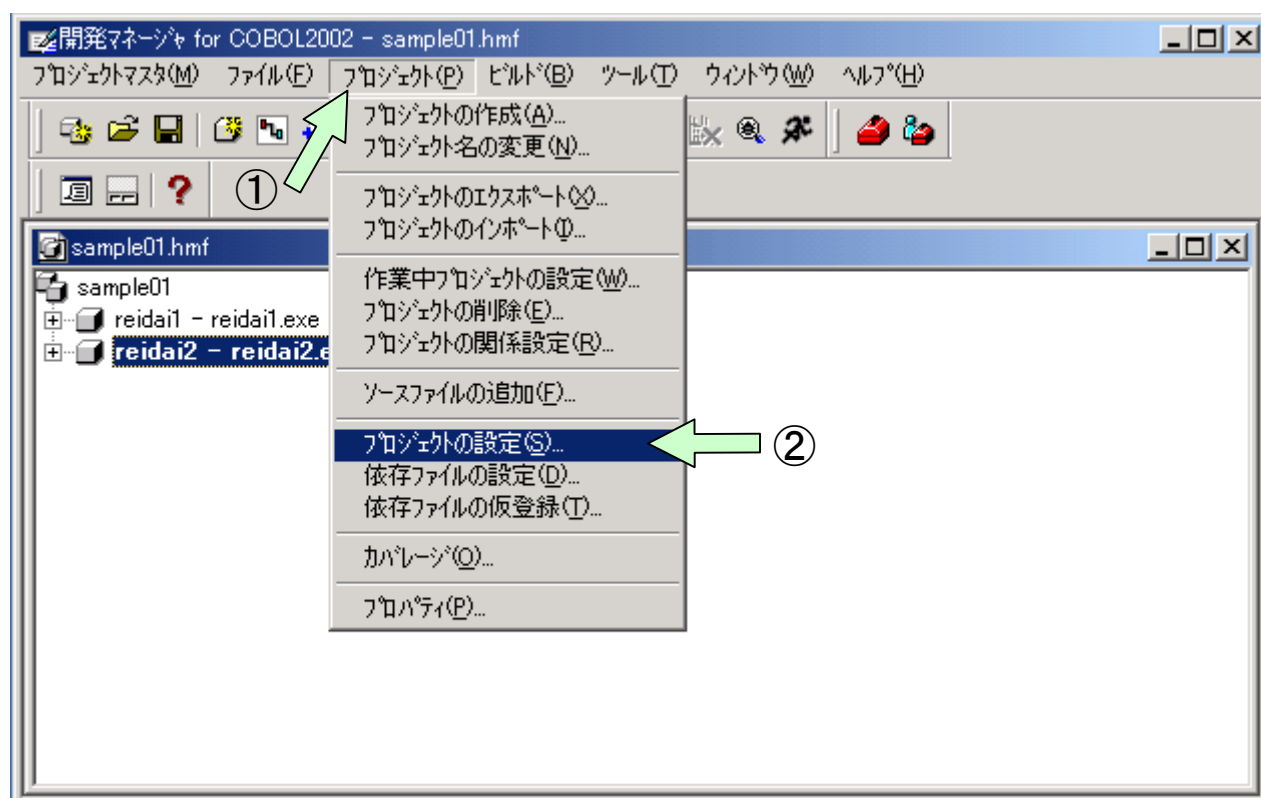 開発ﾏﾈｰｼﾞｬ for COBOL2002 - sample01.hmf
ﾌﾟﾛｼﾞｪｸﾄﾏｽﾀ(M) ﾌｧｲﾙ(F) ﾌﾟﾛｼﾞｪｸﾄ(P) ﾋﾞﾙﾄﾞ(B) ﾂｰﾙ(T) ｳｨﾝﾄﾞｳ(W) ﾍﾙﾌﾟ(H)
ﾌﾟﾛｼﾞｪｸﾄの作成(A)...
ﾌﾟﾛｼﾞｪｸﾄ名の変更(N)...
①
ﾌﾟﾛｼﾞｪｸﾄのｴｸｽﾎﾟｰﾄ(X)...
ﾌﾟﾛｼﾞｪｸﾄのｲﾝﾎﾟｰﾄ(I)...
sample01.hmf
sample01
reidai1 - reidai1.exe
reidai2 - reidai2.e
作業中ﾌﾟﾛｼﾞｪｸﾄの設定(W)...
ﾌﾟﾛｼﾞｪｸﾄの削除(E)...
ﾌﾟﾛｼﾞｪｸﾄの関係設定(R)...
ｿｰｽﾌｧｲﾙの追加(F)...
ﾌﾟﾛｼﾞｪｸﾄの設定(S)...
②
依存ﾌｧｲﾙの設定(D)...
依存ﾌｧｲﾙの仮登録(T)...
ｶﾊﾞﾚｰｼﾞ(O)...
ﾌﾟﾛﾊﾟﾃｨ(P)...